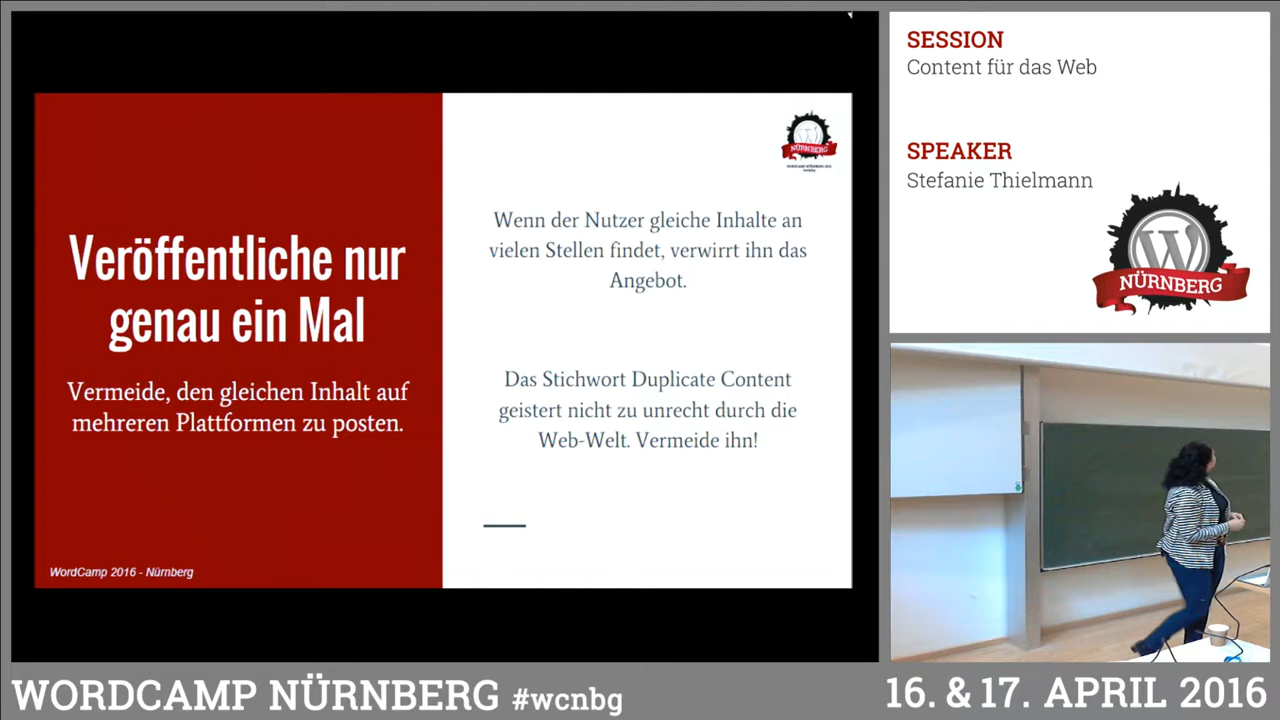 Veröffentliche nur
genau ein Mal
Vermeide, den gleichen Inhalt auf
mehreren Plattformen zu posten.
WordCamp 2016 - Nürnberg
NÜRNBERG
Wenn der Nutzer gleiche Inhalte an
vielen Stellen findet, verwirrt ihn das
Angebot.
Das Stichwort Duplicate Content
geistert nicht zu unrecht durch die
Web-Welt. Vermeide ihn!
SESSION
Content für das Web
SPEAKER
Stefanie Thielmann
W
NÜRNBERG
WORDCAMP NÜRNBERG #wcnbg
16. & 17. APRIL 2016